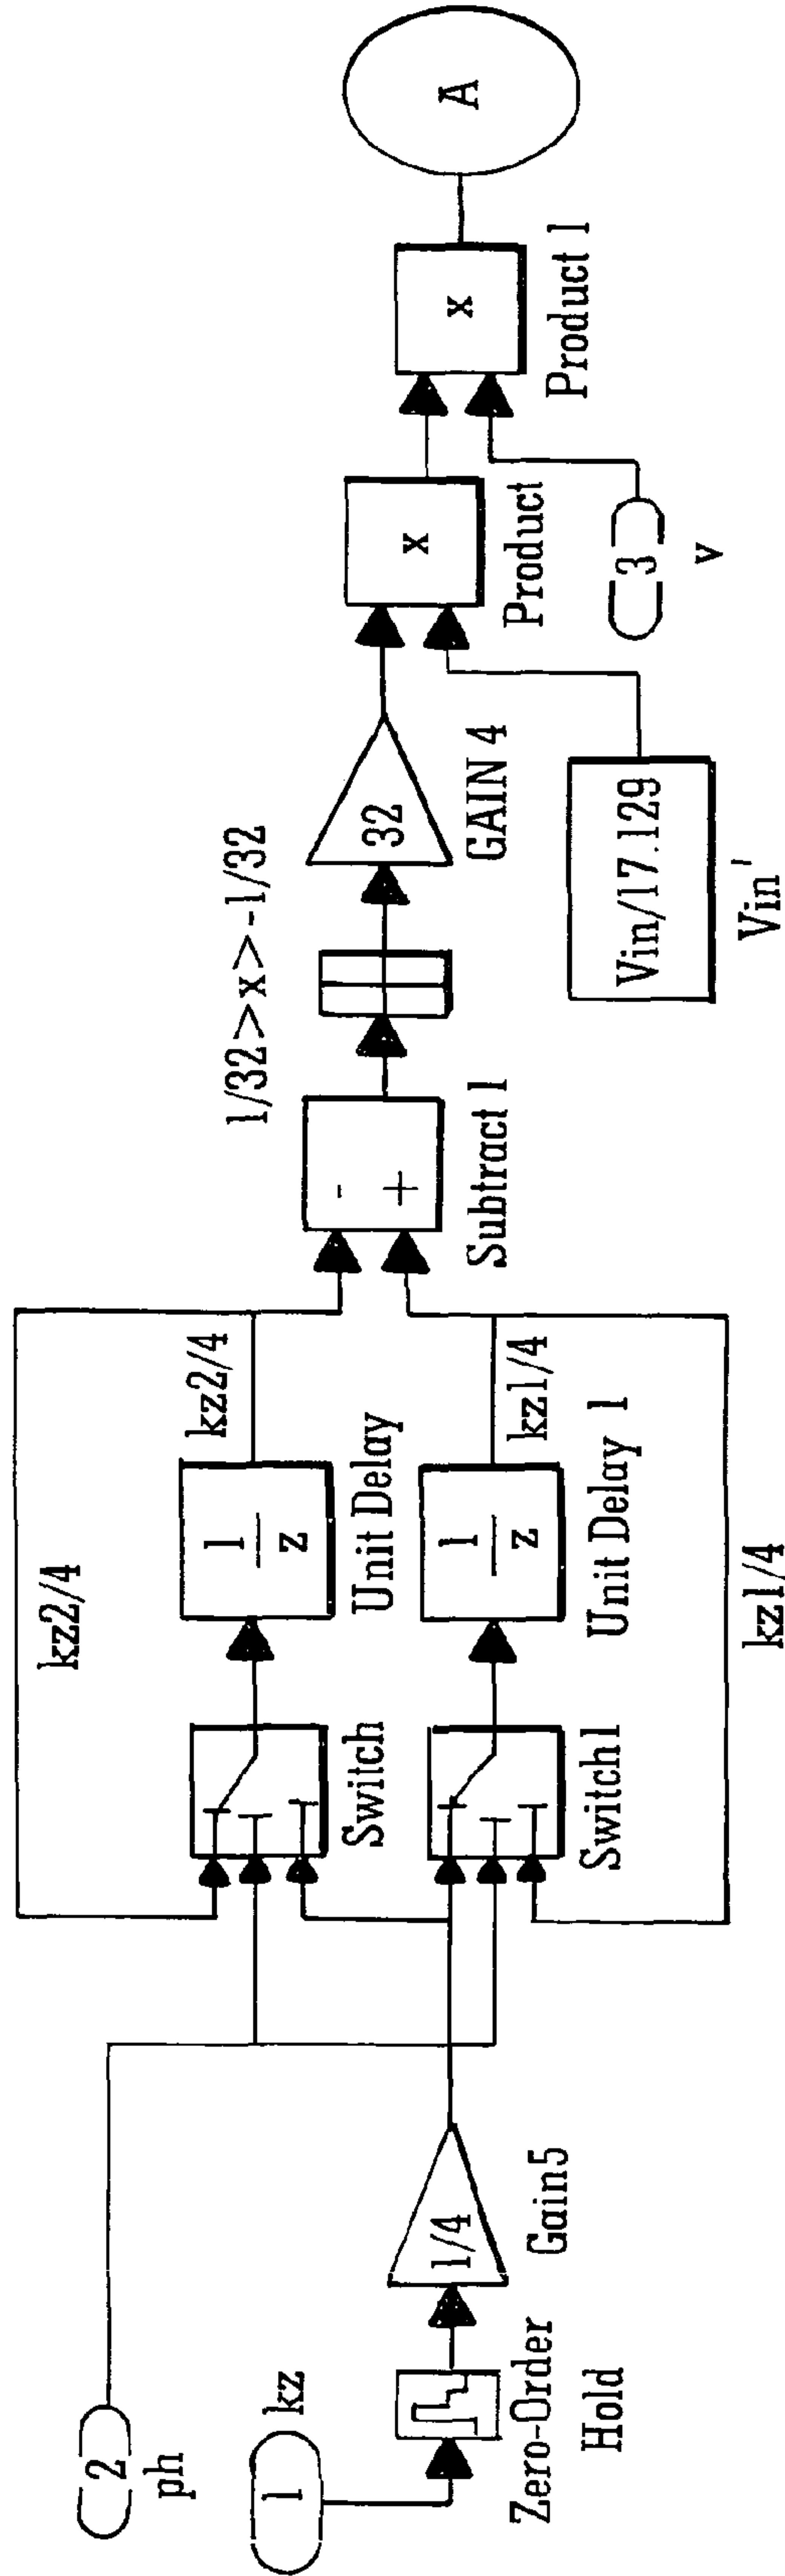 2
ph
1
kz
Zero-Order
Hold
1/4
Gain5
kz2/4
Switch
Switch1
1
z
Unit Delay
1
z
Unit Delay 1
kz2/4
kz1/4
kz1/4
-
+
Subtract 1
1/32>x>-1/32
32
GAIN 4
Vin/17.129
Vin'
x
Product
3
v
x
Product 1
A